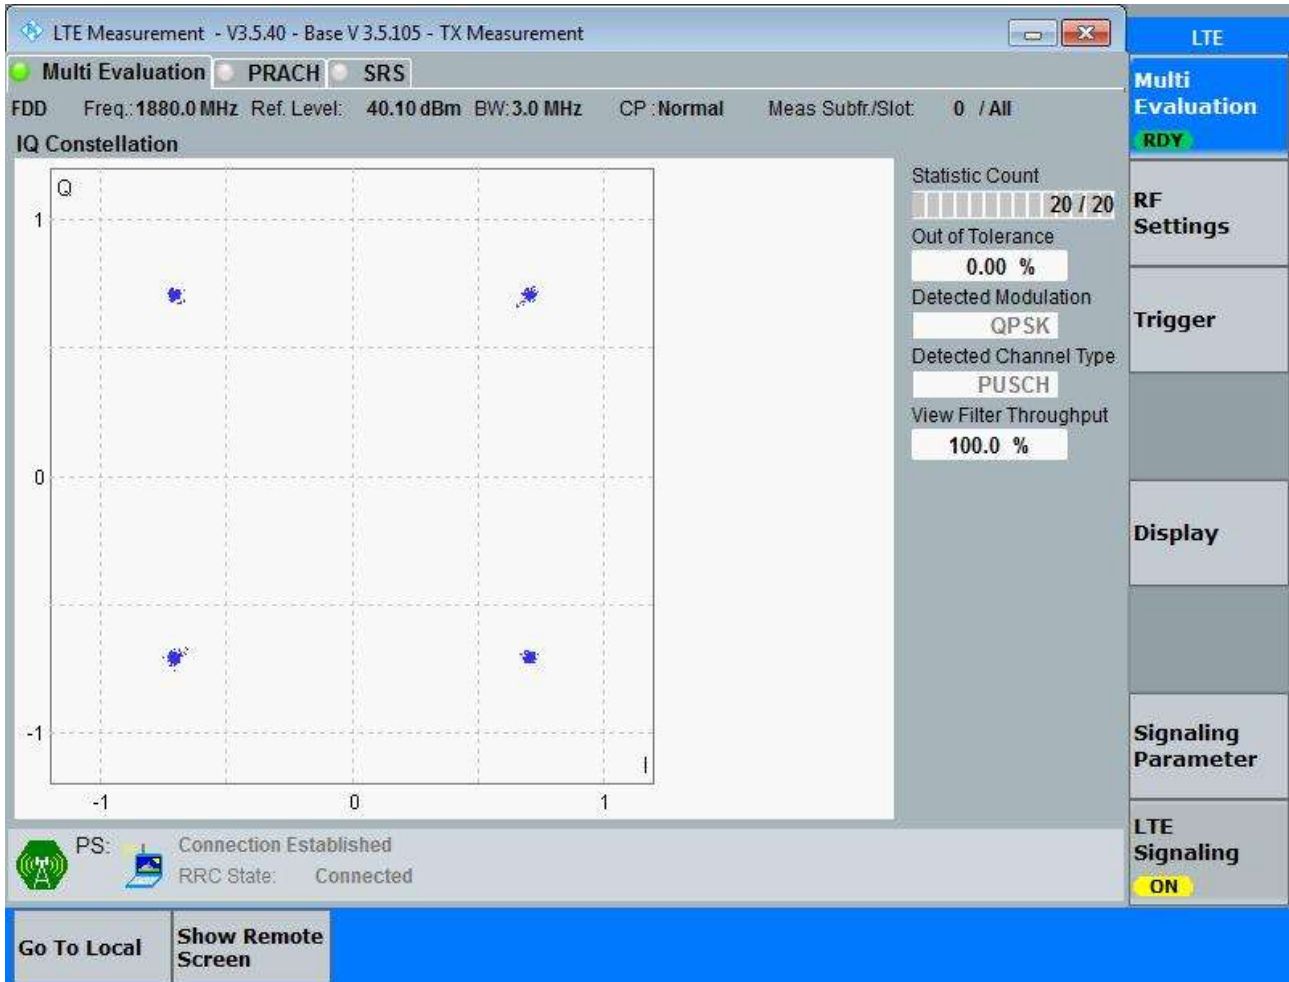 LTE Measurement - V3.5.40 - Base V 3.5.105 - TX Measurement
LTE
Multi Evaluation PRACH SRS
Multi
Evaluation
RDY
FDD Freq.: 1880.0 MHz Ref. Level: 40.10 dBm BW: 3.0 MHz CP : Normal Meas Subfr./Slot: 0 / All
IQ Constellation
Q
1
0
-1
-1 0 1
I
Statistic Count
20 / 20
Out of Tolerance
0.00 %
Detected Modulation
QPSK
Detected Channel Type
PUSCH
View Filter Throughput
100.0 %
RF
Settings
Trigger
Display
Signaling
Parameter
LTE
Signaling
ON
PS: Connection Established
RRC State: Connected
Go To Local
Show Remote
Screen